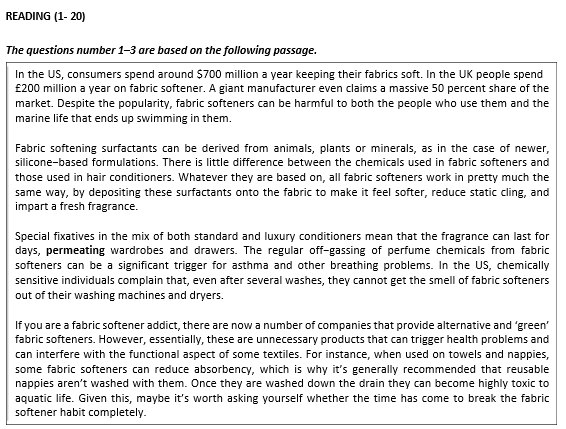 READING (1- 20)
The questions number 1–3 are based on the following passage.
In the US, consumers spend around $700 million a year keeping their fabrics soft. In the UK people spend
£200 million a year on fabric softener. A giant manufacturer even claims a massive 50 percent share of the
market. Despite the popularity, fabric softeners can be harmful to both the people who use them and the
marine life that ends up swimming in them.
Fabric softening surfactants can be derived from animals, plants or minerals, as in the case of newer,
silicone–based formulations. There is little difference between the chemicals used in fabric softeners and
those used in hair conditioners. Whatever they are based on, all fabric softeners work in pretty much the
same way, by depositing these surfactants onto the fabric to make it feel softer, reduce static cling, and
impart a fresh fragrance.
Special fixatives in the mix of both standard and luxury conditioners mean that the fragrance can last for
days, permeating wardrobes and drawers. The regular off–gassing of perfume chemicals from fabric
softeners can be a significant trigger for asthma and other breathing problems. In the US, chemically
sensitive individuals complain that, even after several washes, they cannot get the smell of fabric softeners
out of their washing machines and dryers.
If you are a fabric softener addict, there are now a number of companies that provide alternative and ‘green’
fabric softeners. However, essentially, these are unnecessary products that can trigger health problems and
can interfere with the functional aspect of some textiles. For instance, when used on towels and nappies,
some fabric softeners can reduce absorbency, which is why it’s generally recommended that reusable
nappies aren’t washed with them. Once they are washed down the drain they can become highly toxic to
aquatic life. Given this, maybe it’s worth asking yourself whether the time has come to break the fabric
softener habit completely.